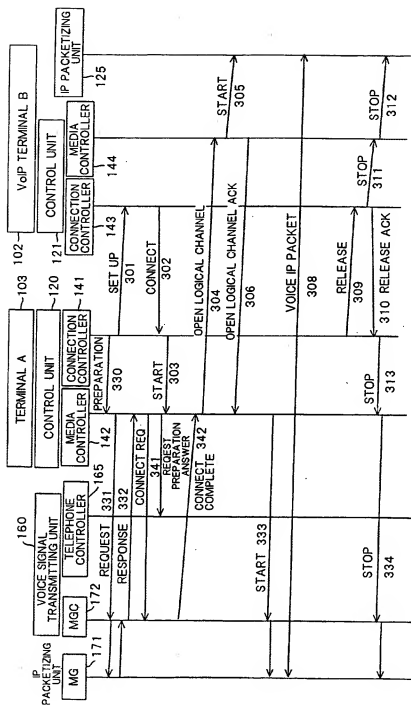 160
VOICE SIGNAL
TRANSMITTING UNIT
IP
PACKETIZING
UNIT
171
MG
172
MGC
165
TELEPHONE
CONTROLLER
103
TERMINAL A
120
CONTROL UNIT
142
MEDIA
CONTROLLER
141
CONNECTION
CONTROLLER
102
VoIP TERMINAL B
121
CONTROL UNIT
143
CONNECTION
CONTROLLER
144
MEDIA
CONTROLLER
IP PACKETIZING
UNIT
125
PREPARATION
330
REQUEST
331
RESPONSE
332
SET UP
301
CONNECT REQ
341
CONNECT
302
START
303
REQEST
PREPARATION
ANSWER
342
CONNECT
COMPLETE
OPEN LOGICAL CHANNEL
304
START
305
OPEN LOGICAL CHANNEL ACK
306
START
333
VOICE IP PACKET
308
RELEASE
309
STOP
311
STOP
312
310 RELEASE ACK
STOP
313
STOP
334